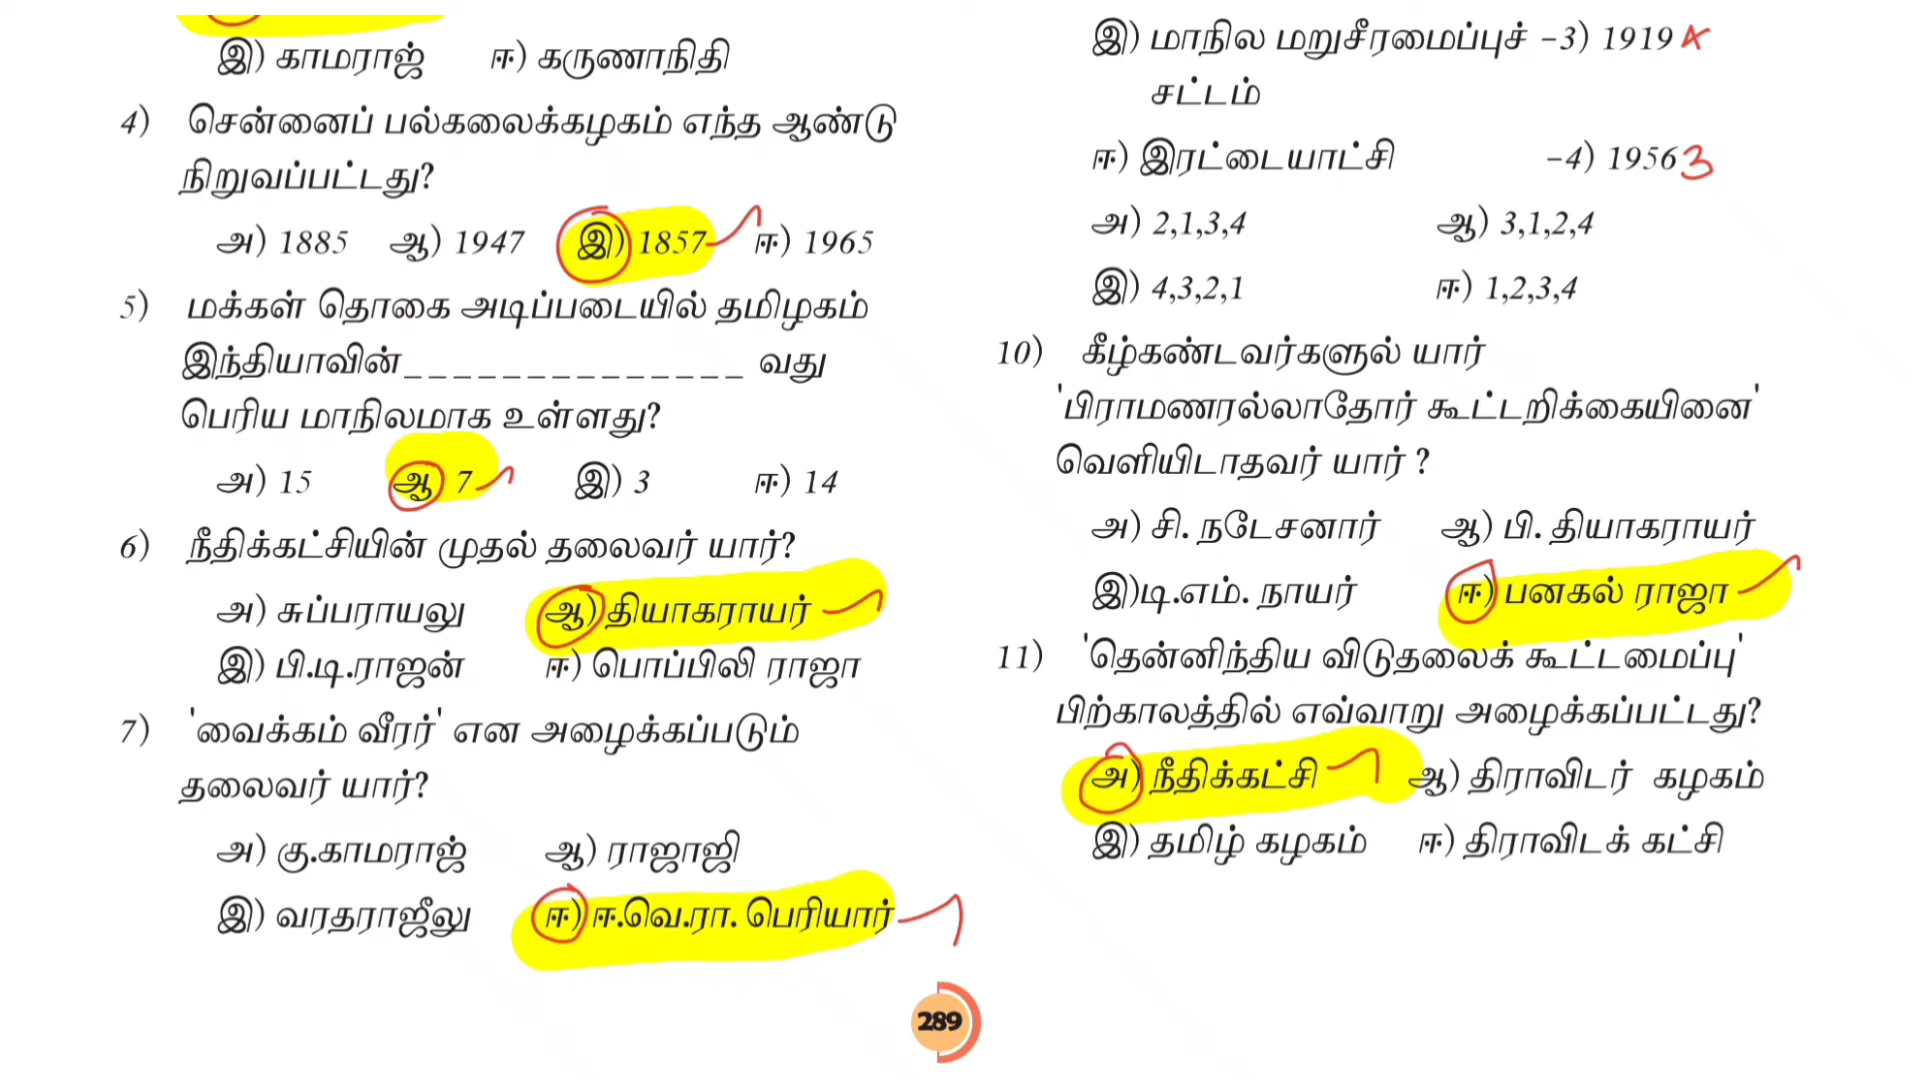 இ) காமராஜ் ஈ) கருணாநிதி
4) சென்னைப் பல்கலைக்கழகம் எந்த ஆண்டு
நிறுவப்பட்டது?
அ) 1885 ஆ) 1947 இ) 1857 ஈ) 1965
5) மக்கள் தொகை அடிப்படையில் தமிழகம்
இந்தியாவின்______________ வது
பெரிய மாநிலமாக உள்ளது?
அ) 15 ஆ) 7 இ) 3 ஈ) 14
6) நீதிக்கட்சியின் முதல் தலைவர் யார்?
அ) சுப்பராயலு ஆ) தியாகராயர்
இ) பி.டி.ராஜன் ஈ) பொப்பிலி ராஜா
7) 'வைக்கம் வீரர்' என அழைக்கப்படும்
தலைவர் யார்?
அ) கு.காமராஜ் ஆ) ராஜாஜி
இ) வரதராஜீலு ஈ) ஈ.வெ.ரா. பெரியார்
இ) மாநில மறுசீரமைப்புச் -3) 1919 4
சட்டம்
ஈ) இரட்டையாட்சி -4) 1956 3
அ) 2,1,3,4 ஆ) 3,1,2,4
இ) 4,3,2,1 ஈ) 1,2,3,4
10) கீழ்கண்டவர்களுல் யார்
'பிராமணரல்லாதோர் கூட்டறிக்கையினை'
வெளியிடாதவர் யார் ?
அ) சி. நடேசனார் ஆ) பி. தியாகராயர்
இ)டி.எம். நாயர் ஈ) பனகல் ராஜா
11) 'தென்னிந்திய விடுதலைக் கூட்டமைப்பு'
பிற்காலத்தில் எவ்வாறு அழைக்கப்பட்டது?
அ) நீதிக்கட்சி ஆ) திராவிடர் கழகம்
இ) தமிழ் கழகம் ஈ) திராவிடக் கட்சி
289